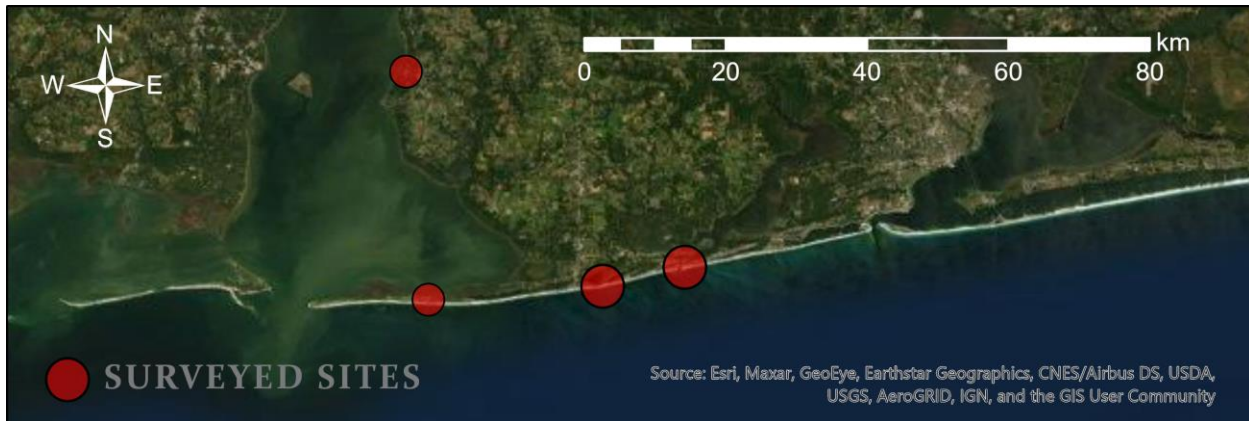 N
W E
S
km
0 20 40 60 80
SURVEYED SITES
Source: Esri, Maxar, GeoEye, Earthstar Geographics, CNES/Airbus DS, USDA,
USGS, AeroGRID, IGN, and the GIS User Community